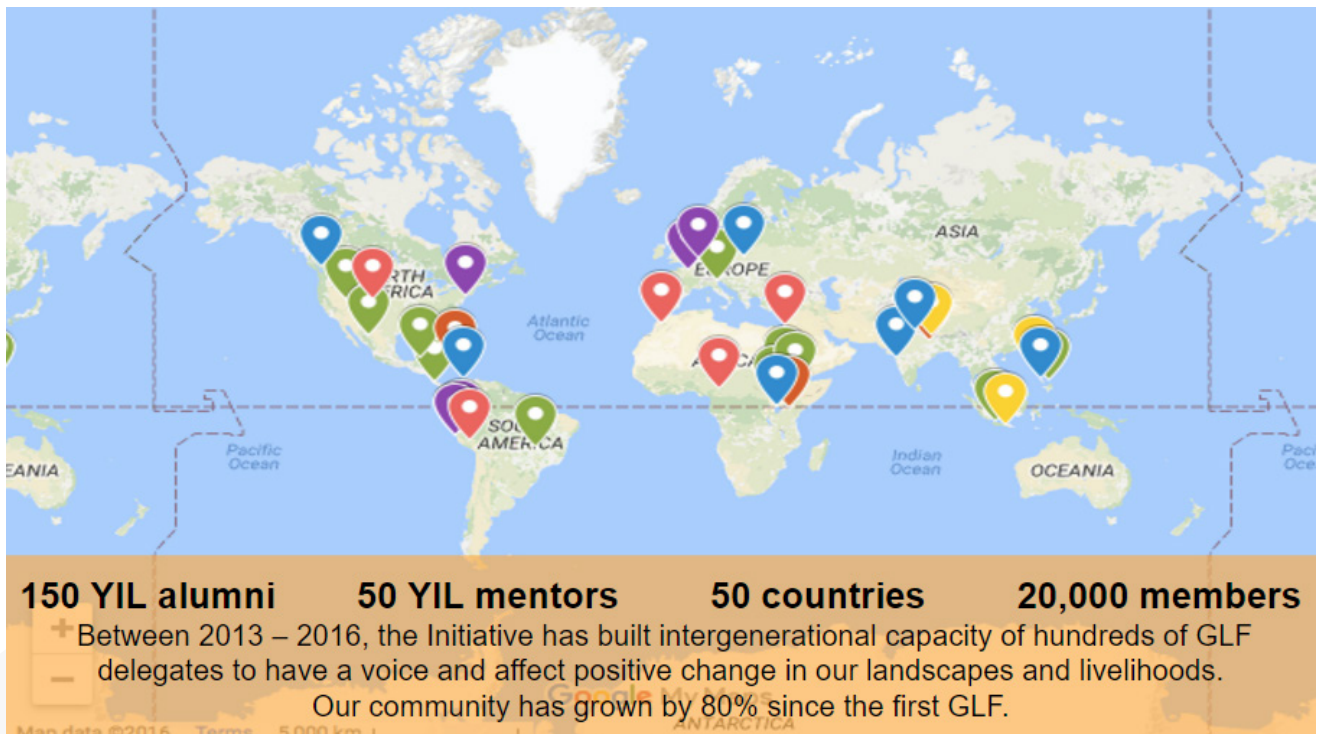 ASIA
NORTH
AMERICA
EUROPE
Atlantic
Ocean
AFRICA
SOUTH
AMERICA
Pacific
Ocean
Indian
Ocean
OCEANIA
EANIA
Paci
Oce
150 YIL alumni 50 YIL mentors 50 countries 20,000 members
Between 2013 – 2016, the Initiative has built intergenerational capacity of hundreds of GLF
delegates to have a voice and affect positive change in our landscapes and livelihoods.
Our community has grown by 80% since the first GLF.
+
−
Google My Maps
ANTARCTICA
Map data ©2016 Terms 5,000 km